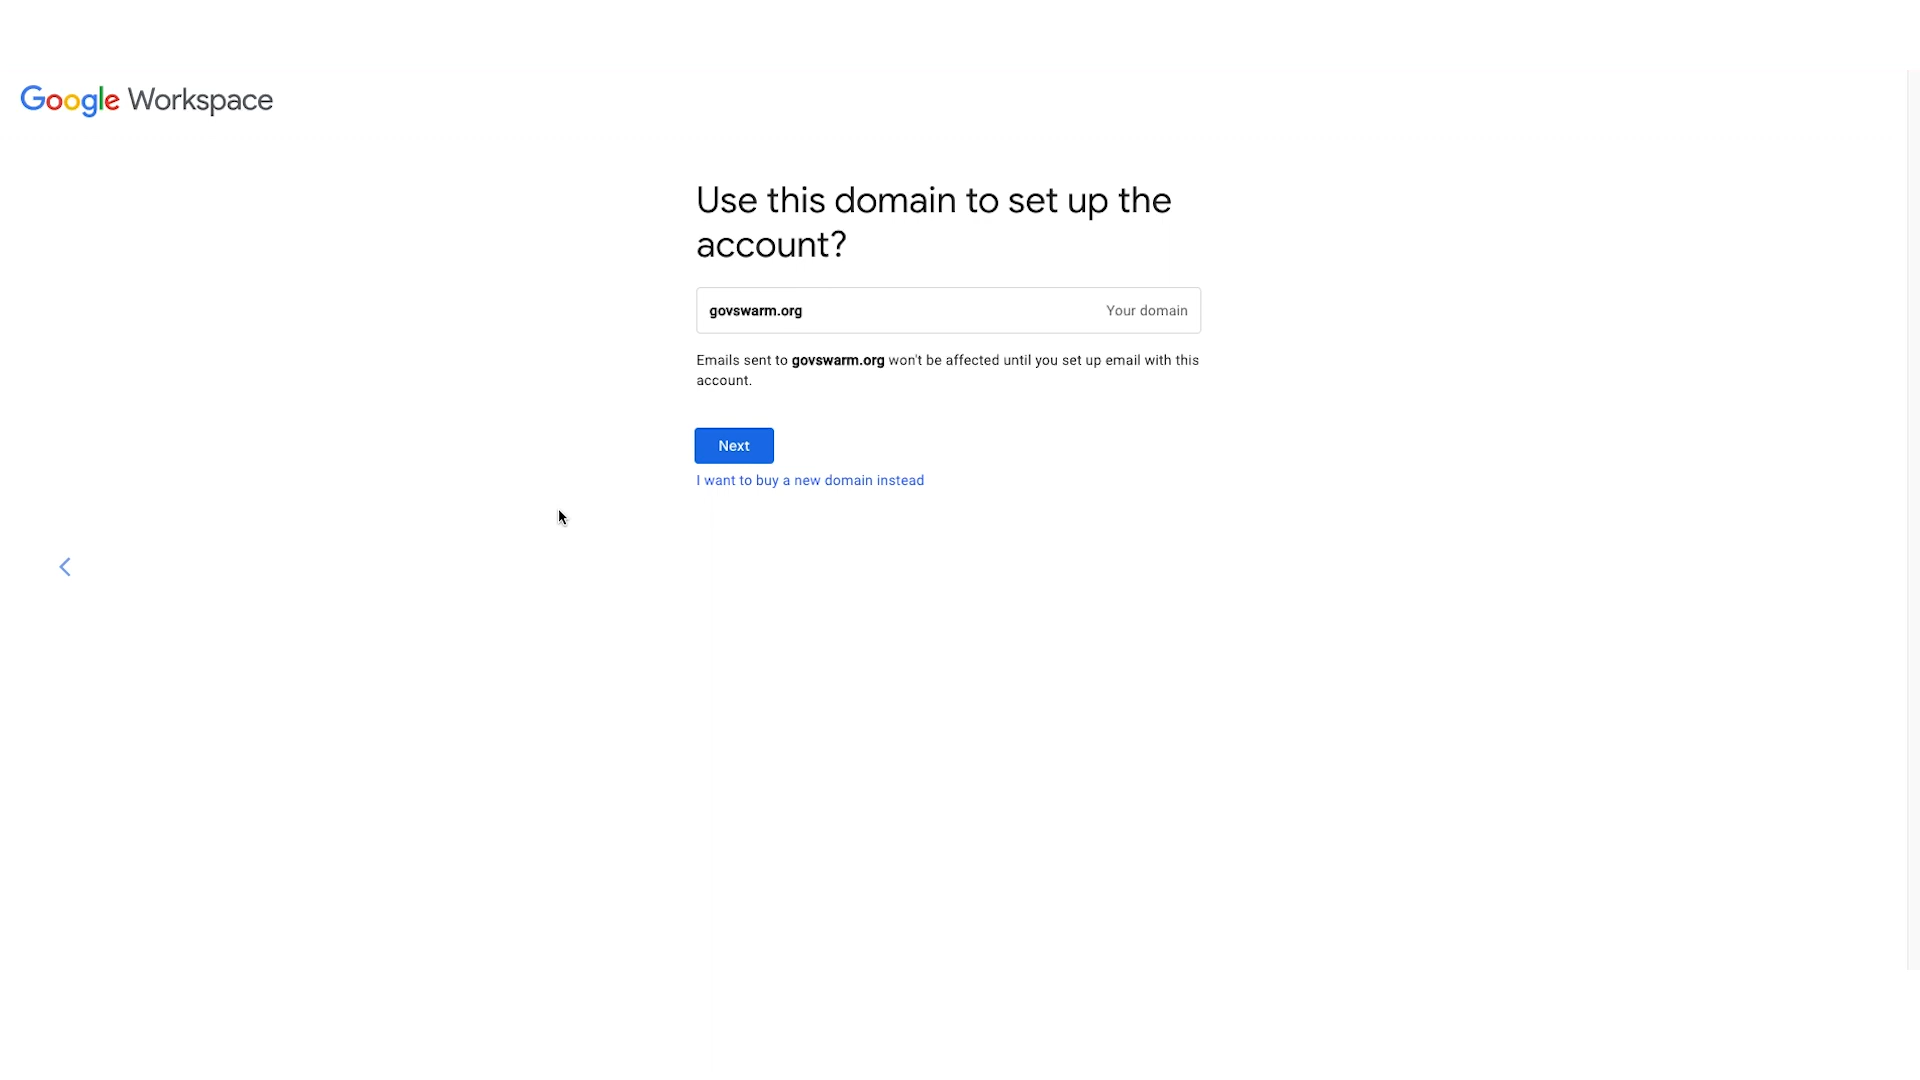 Google Workspace
Use this domain to set up the
account?
govswarm.org Your domain
Emails sent to govswarm.org won't be affected until you set up email with this
account.
Next
I want to buy a new domain instead